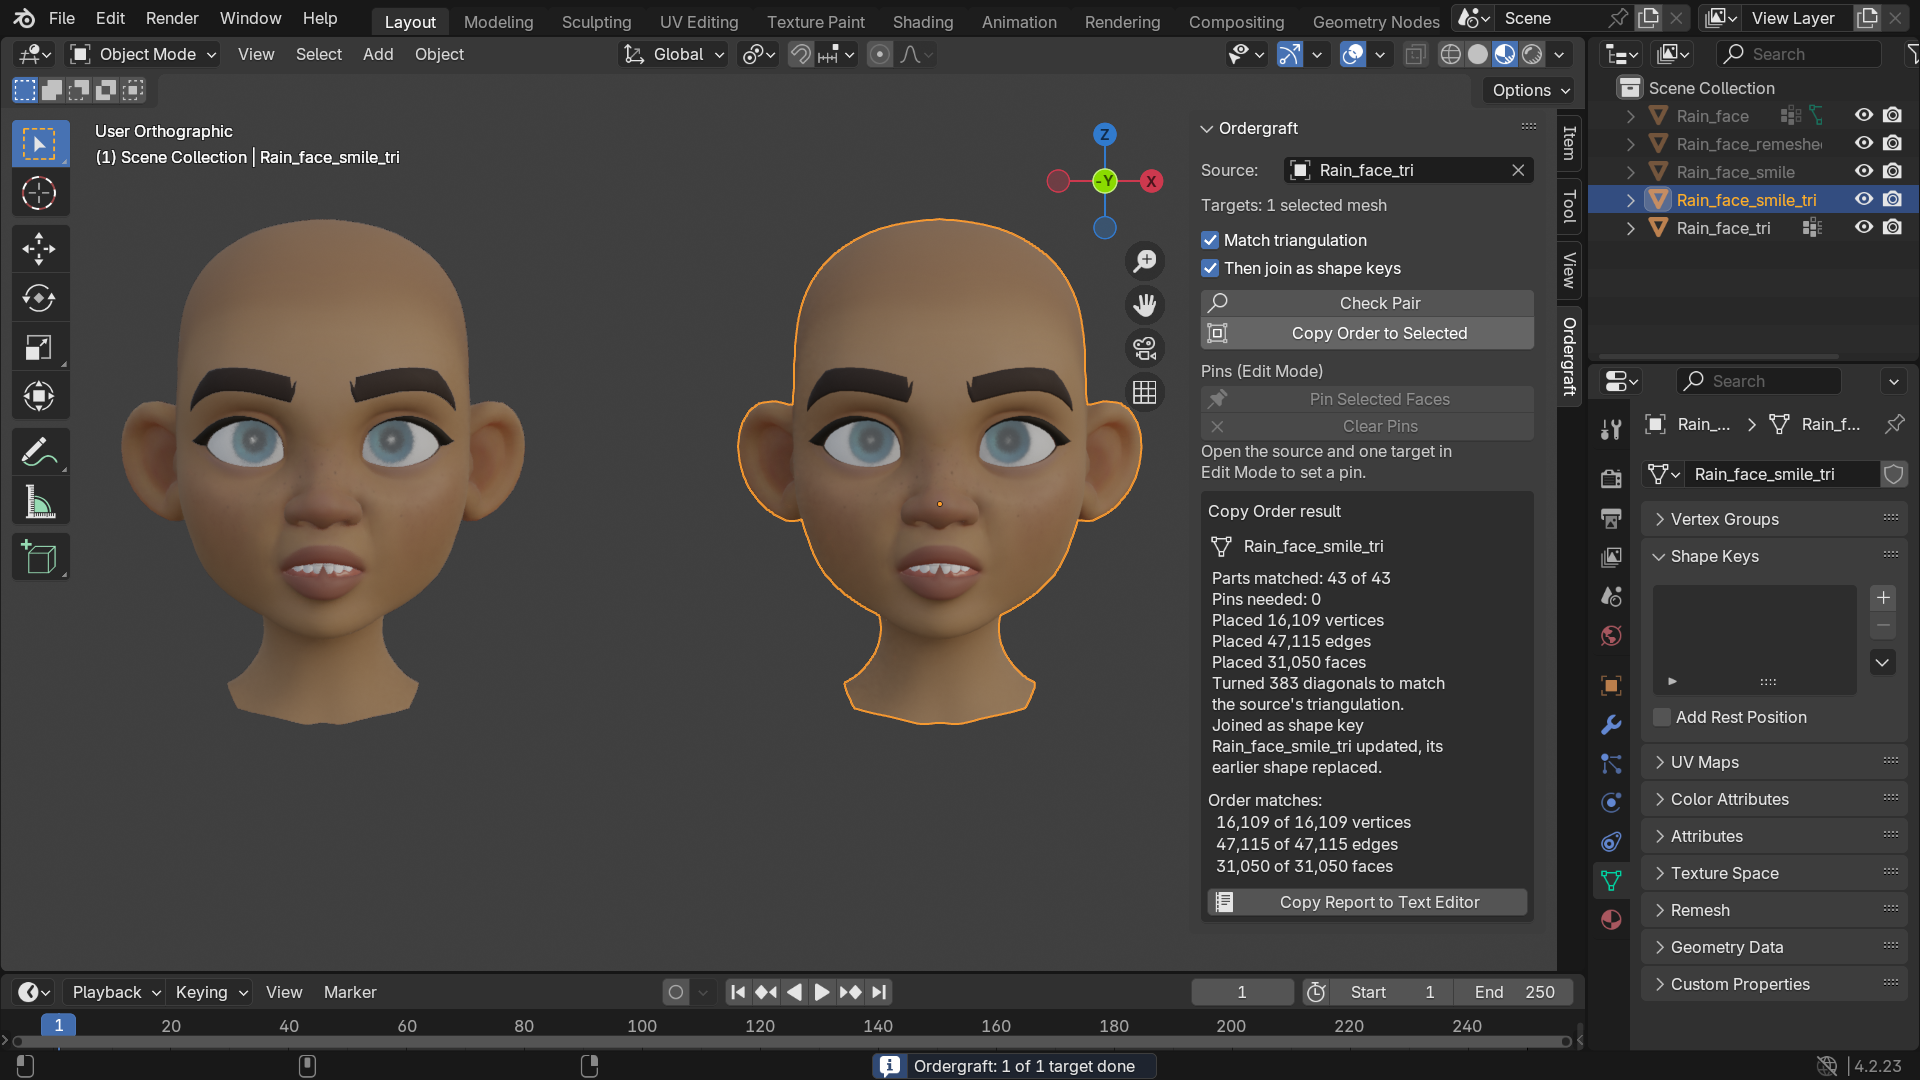 File Edit Render Window Help Layout Modeling Sculpting UV Editing Texture Paint Shading Animation Rendering Compositing Geometry Nodes Scene View Layer
Object Mode View Select Add Object Global Search
Options
User Orthographic
(1) Scene Collection | Rain_face_smile_tri
Z
-Y
X
Ordergraft
Source: Rain_face_tri
Targets: 1 selected mesh
Match triangulation
Then join as shape keys
Check Pair
Copy Order to Selected
Pins (Edit Mode)
Pin Selected Faces
Clear Pins
Open the source and one target in
Edit Mode to set a pin.
Copy Order result
Rain_face_smile_tri
Parts matched: 43 of 43
Pins needed: 0
Placed 16,109 vertices
Placed 47,115 edges
Placed 31,050 faces
Turned 383 diagonals to match
the source's triangulation.
Joined as shape key
Rain_face_smile_tri updated, its
earlier shape replaced.
Order matches:
16,109 of 16,109 vertices
47,115 of 47,115 edges
31,050 of 31,050 faces
Copy Report to Text Editor
Item
Tool
View
Ordergraft
Scene Collection
Rain_face
Rain_face_remeshe
Rain_face_smile
Rain_face_smile_tri
Rain_face_tri
Search
Rain_... Rain_f...
Rain_face_smile_tri
Vertex Groups
Shape Keys
Add Rest Position
UV Maps
Color Attributes
Attributes
Texture Space
Remesh
Geometry Data
Custom Properties
Playback Keying View Marker 1 Start 1 End 250
1 20 40 60 80 100 120 140 160 180 200 220 240
Ordergraft: 1 of 1 target done
4.2.23